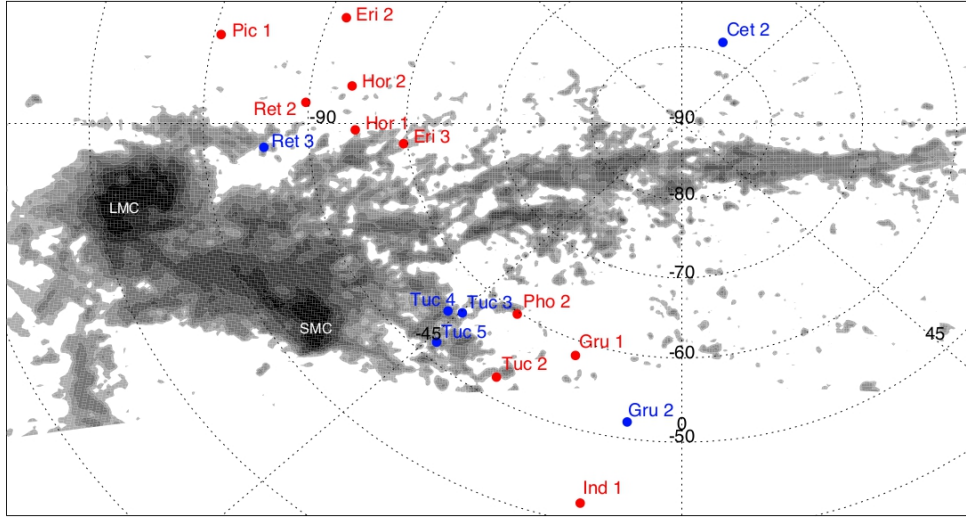 Eri 2
Pic 1
Cet 2
Hor 2
Ret 2
-90
-90
Hor 1
Eri 3
Ret 3
-80
LMC
-70
Tuc 4
Tuc 3
Pho 2
SMC
-45
Tuc 5
45
Gru 1
-60
Tuc 2
Gru 2
0
-50
Ind 1